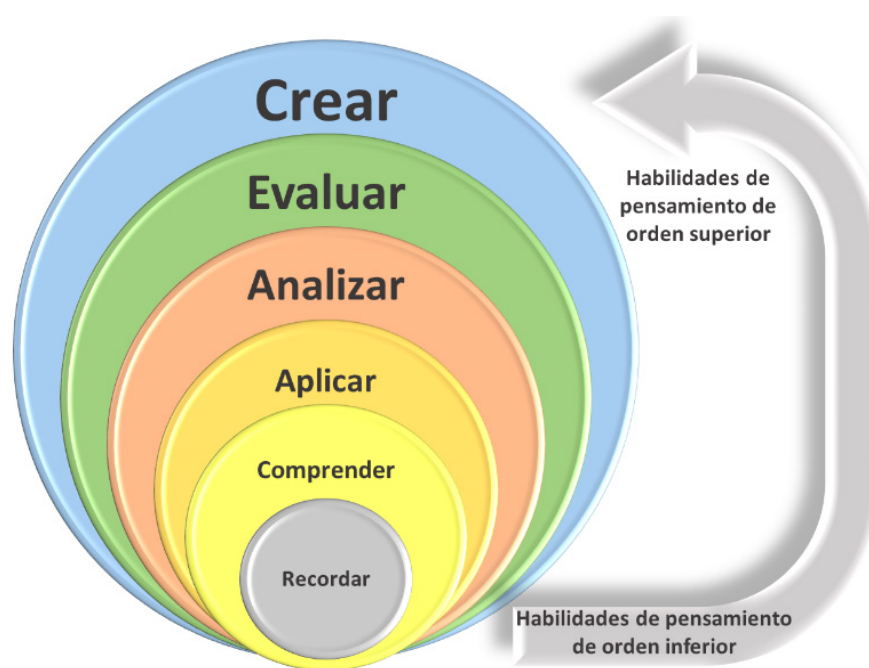 Crear
Evaluar
Analizar
Aplicar
Comprender
Recordar
Habilidades de
pensamiento de
orden superior
Habilidades de pensamiento
de orden inferior